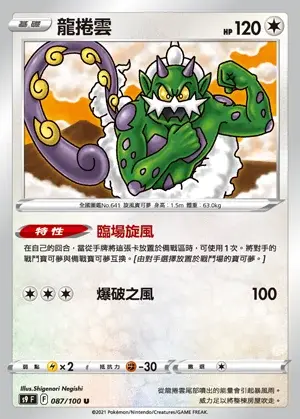 基礎 龍捲雲 HP 120
全國圖鑑No.641 旋風寶可夢 身高：1.5m 體重：63.0kg
特性 臨場旋風
在自己的回合，當從手牌將這張卡放置於備戰區時，可使用1次。將對手的
戰鬥寶可夢與備戰寶可夢互換。[由對手選擇放置於戰鬥場的寶可夢。]
爆破之風 100
弱點 ×2 抵抗力 -30 撤退
Illus.Shigenori Negishi
s9 F F 087/100 U
從龍捲雲尾部噴出的能量會引起暴風雨。
威力足以將整棟房屋吹走。
©2021 Pokémon/Nintendo/Creatures/GAME FREAK.